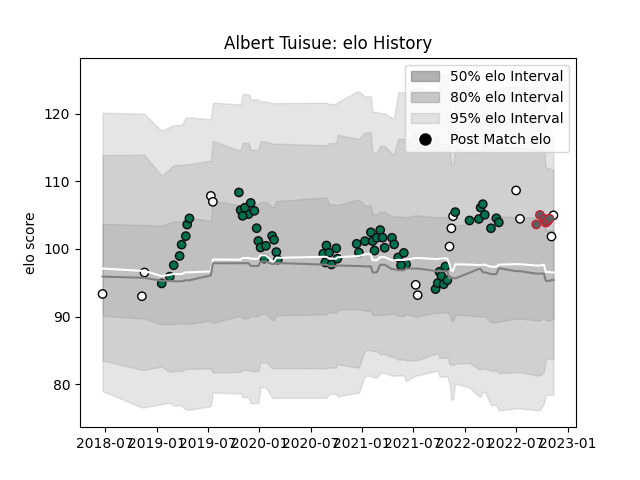 Albert Tuisue: elo History
50% elo Interval
80% elo Interval
95% elo Interval
Post Match elo
elo score
120
110
100
90
80
2018-07 2019-01 2019-07 2020-01 2020-07 2021-01 2021-07 2022-01 2022-07 2023-01